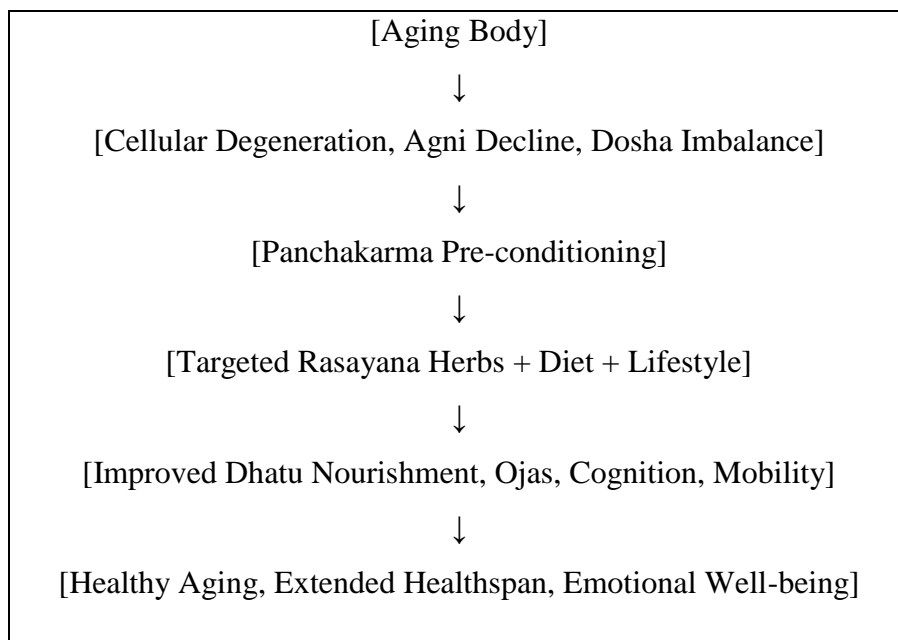 [Aging Body]
↓
[Cellular Degeneration, Agni Decline, Dosha Imbalance]
↓
[Panchakarma Pre-conditioning]
↓
[Targeted Rasayana Herbs + Diet + Lifestyle]
↓
[Improved Dhatu Nourishment, Ojas, Cognition, Mobility]
↓
[Healthy Aging, Extended Healthspan, Emotional Well-being]